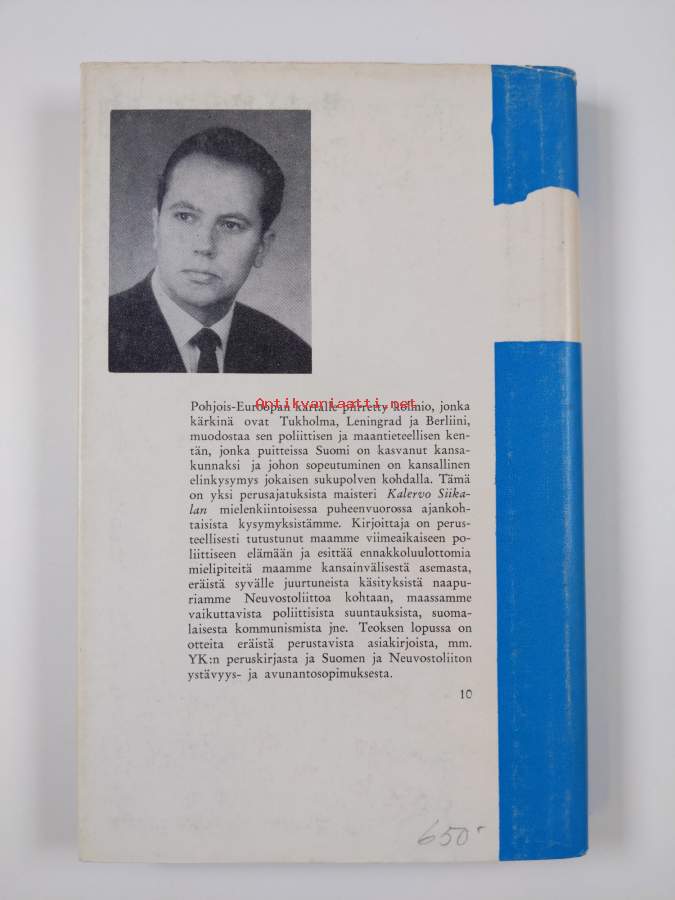 Pohjois-Euroopan kartalle piirretty kolmio, jonka
Antikvariaatti.net
kärkinä ovat Tukholma, Leningrad ja Berliini,
muodostaa sen poliittisen ja maantieteellisen ken-
tän, jonka puitteissa Suomi on kasvanut kansa-
kunnaksi ja johon sopeutuminen on kansallinen
elinkysymys jokaisen sukupolven kohdalla. Tämä
on yksi perusajatuksista maisteri Kalervo Siika-
lan mielenkiintoisessa puheenvuorossa ajankoh-
taisista kysymyksistämme. Kirjoittaja on perus-
teellisesti tutustunut maamme viimeaikaiseen po-
liittiseen elämään ja esittää ennakkoluulottomia
mielipiteitä maamme kansainvälisestä asemasta,
eräistä syvälle juurtuneista käsityksistä naapu-
riamme Neuvostoliittoa kohtaan, maassamme
vaikuttavista poliittisista suuntauksista, suoma-
laisesta kommunismista jne. Teoksen lopussa on
otteita eräistä perustavista asiakirjoista, mm.
YK:n peruskirjasta ja Suomen ja Neuvostoliiton
ystävyys- ja avunantosopimuksesta.
10
650